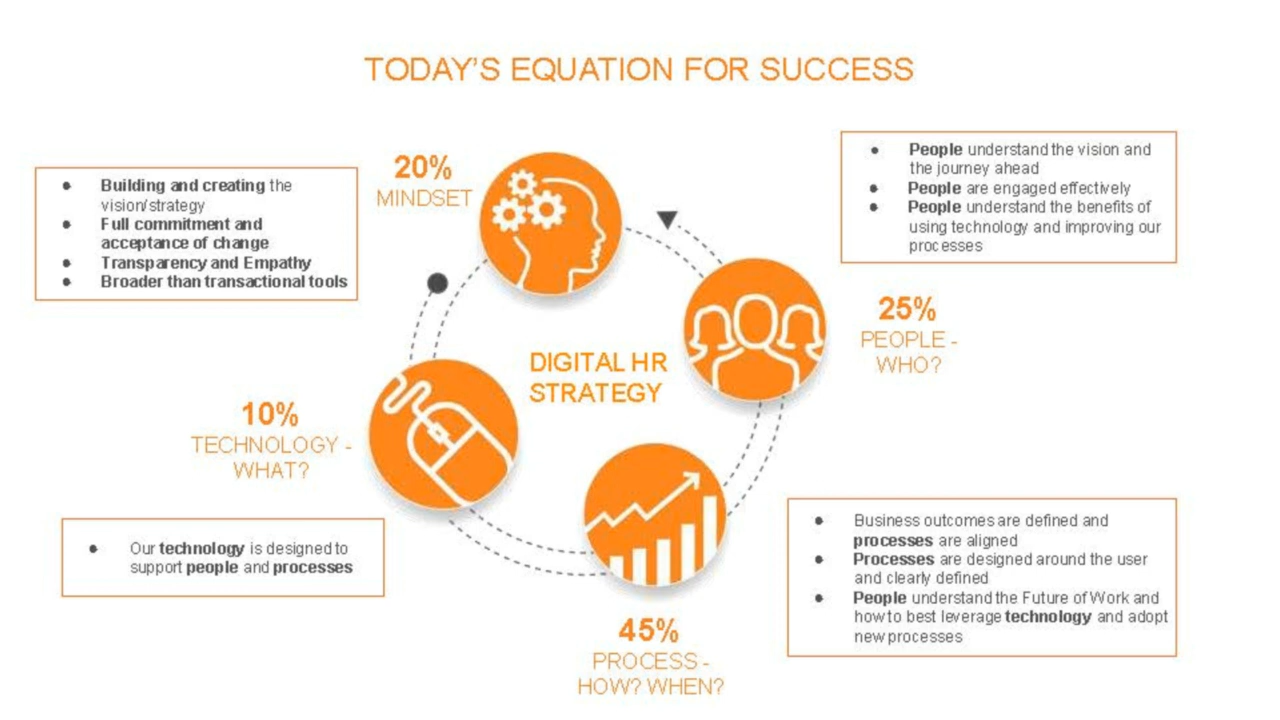 TODAY'S EQUATION FOR SUCCESS
20%
MINDSET
• Building and creating the
vision/strategy
• Full commitment and
acceptance of change
• Transparency and Empathy
• Broader than transactional tools
• People understand the vision and
the journey ahead
• People are engaged effectively
• People understand the benefits of
using technology and improving our
processes
25%
PEOPLE -
WHO?
DIGITAL HR
STRATEGY
10%
TECHNOLOGY -
WHAT?
• Our technology is designed to
support people and processes
• Business outcomes are defined and
processes are aligned
• Processes are designed around the user
and clearly defined
• People understand the Future of Work and
how to best leverage technology and adopt
new processes
45%
PROCESS -
HOW? WHEN?